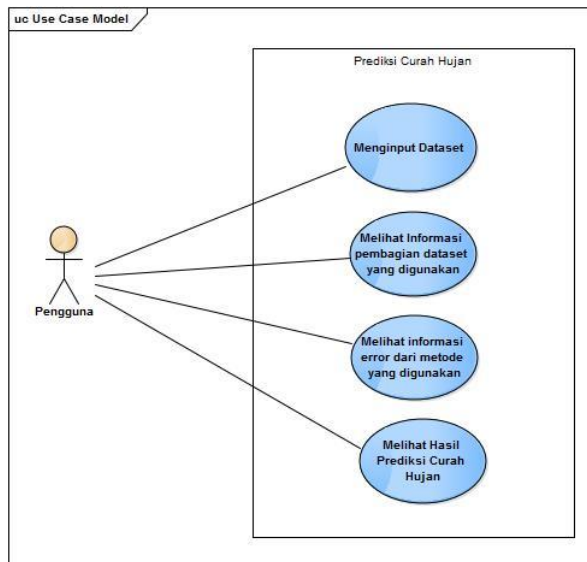 uc Use Case Model
Prediksi Curah Hujan
Menginput Dataset
Melihat Informasi
pembagian dataset
yang digunakan
Pengguna
Melihat informasi
error dari metode
yang digunakan
Melihat Hasil
Prediksi Curah
Hujan